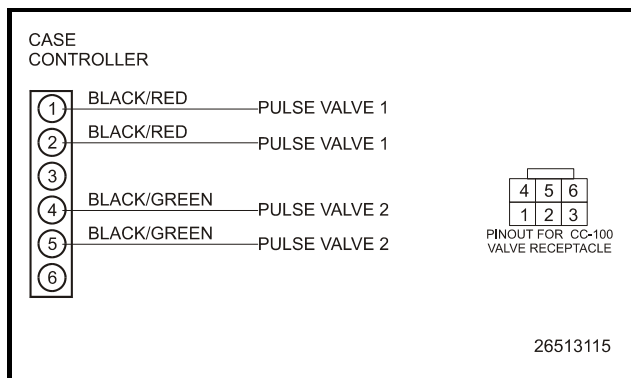 CASE
CONTROLLER
1 BLACK/RED PULSE VALVE 1
2 BLACK/RED PULSE VALVE 1
3
4 BLACK/GREEN PULSE VALVE 2
5 BLACK/GREEN PULSE VALVE 2
6
4 5 6
1 2 3
PINOUT FOR CC-100
VALVE RECEPTACLE
26513115